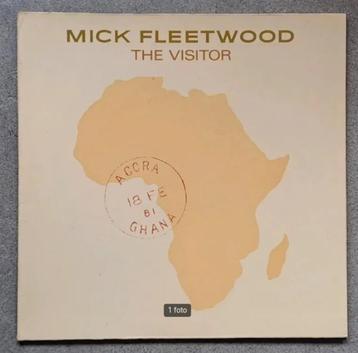 MICK FLEETWOOD
THE VISITOR
ACCRA
18 FE
81
GHANA
1 foto